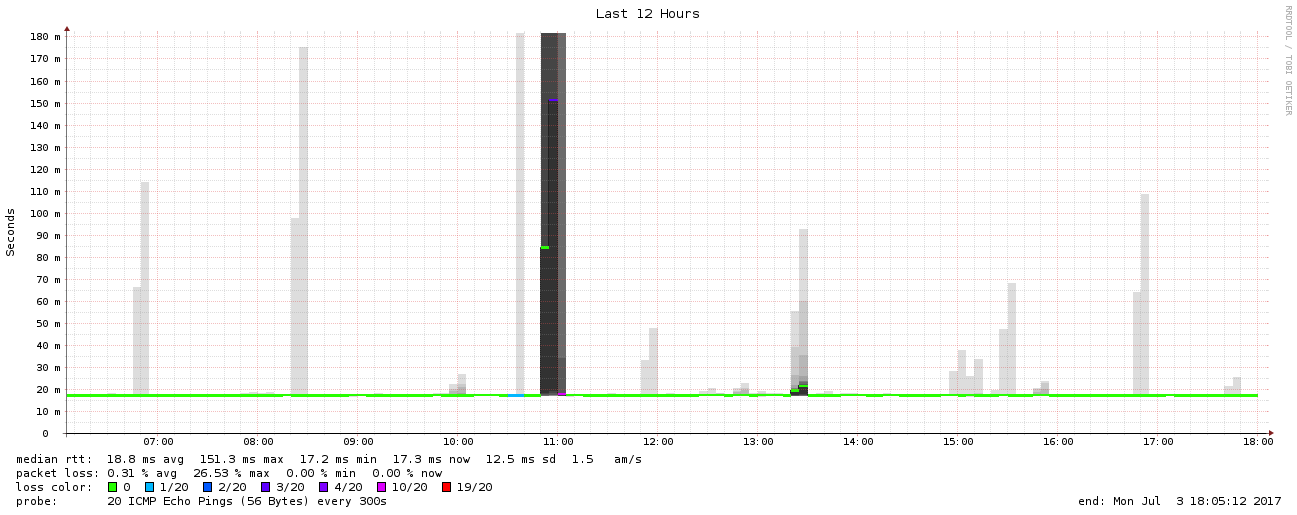 Last 12 Hours
RRDTOOL / TOBI OETIKER
Seconds
180 m
170 m
160 m
150 m
140 m
130 m
120 m
110 m
100 m
90 m
80 m
70 m
60 m
50 m
40 m
30 m
20 m
10 m
0
07:00 08:00 09:00 10:00 11:00 12:00 13:00 14:00 15:00 16:00 17:00 18:00
median rtt: 18.8 ms avg 151.3 ms max 17.2 ms min 17.3 ms now 12.5 ms sd 1.5 am/s
packet loss: 0.31 % avg 26.53 % max 0.00 % min 0.00 % now
loss color: 0 1/20 2/20 3/20 4/20 10/20 19/20
probe: 20 ICMP Echo Pings (56 Bytes) every 300s end: Mon Jul 3 18:05:12 2017